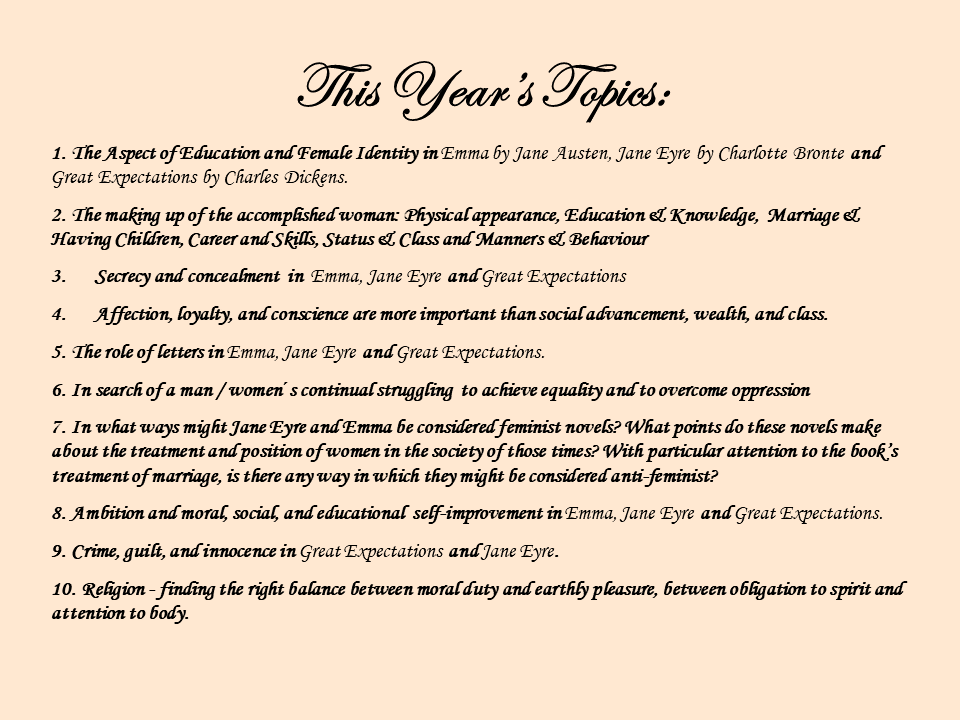 This Year's Topics:
1. The Aspect of Education and Female Identity in Emma by Jane Austen, Jane Eyre by Charlotte Bronte and
Great Expectations by Charles Dickens.
2. The making up of the accomplished woman: Physical appearance, Education & Knowledge, Marriage &
Having Children, Career and Skills, Status & Class and Manners & Behaviour
3. Secrecy and concealment in Emma, Jane Eyre and Great Expectations
4. Affection, loyalty, and conscience are more important than social advancement, wealth, and class.
5. The role of letters in Emma, Jane Eyre and Great Expectations.
6. In search of a man / women´s continual struggling to achieve equality and to overcome oppression
7. In what ways might Jane Eyre and Emma be considered feminist novels? What points do these novels make
about the treatment and position of women in the society of those times? With particular attention to the book's
treatment of marriage, is there any way in which they might be considered anti-feminist?
8. Ambition and moral, social, and educational self-improvement in Emma, Jane Eyre and Great Expectations.
9. Crime, guilt, and innocence in Great Expectations and Jane Eyre.
10. Religion - finding the right balance between moral duty and earthly pleasure, between obligation to spirit and
attention to body.